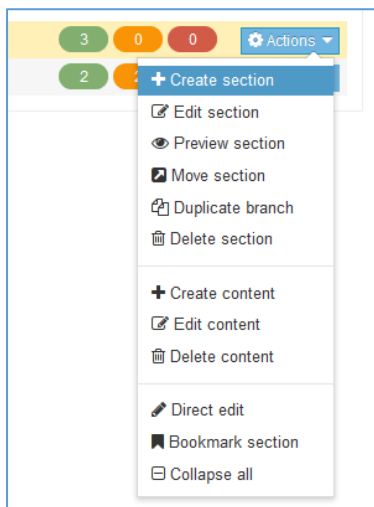 3 0 0 Actions
2
Create section
Edit section
Preview section
Move section
Duplicate branch
Delete section
Create content
Edit content
Delete content
Direct edit
Bookmark section
Collapse all